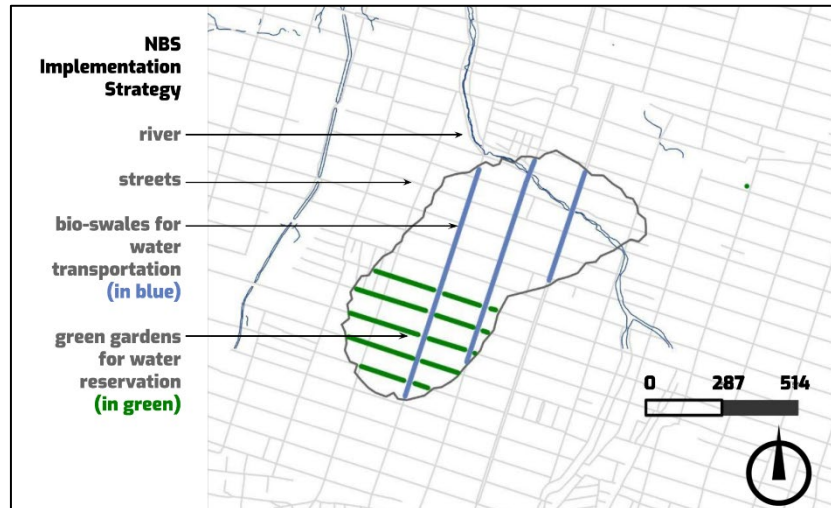 NBS
Implementation
Strategy
river
streets
bio-swales for
water
transportation
(in blue)
green gardens
for water
reservation
(in green)
0 287 514